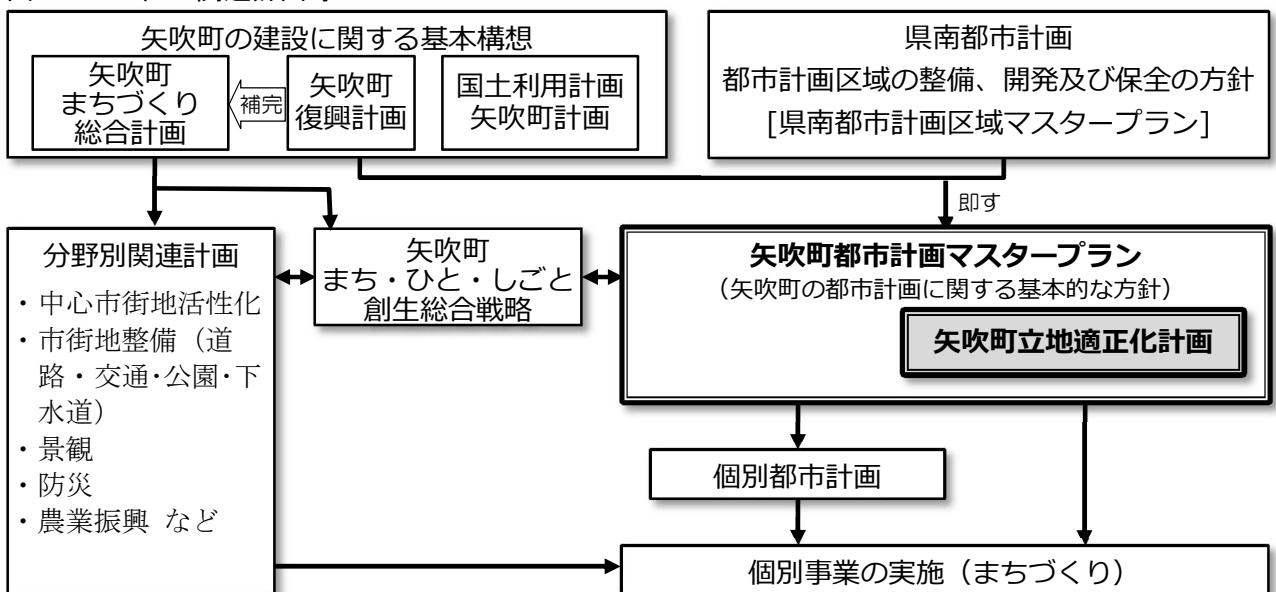 矢吹町の建設に関する基本構想
矢吹町
まちづくり
総合計画
補完
矢吹町
復興計画
国土利用計画
矢吹町計画
県南都市計画
都市計画区域の整備、開発及び保全の方針
[県南都市計画区域マスタープラン]
即す
分野別関連計画
・中心市街地活性化
・市街地整備（道
路・交通・公園・下
水道）
・景観
・防災
・農業振興 など
矢吹町
まち・ひと・しごと
創生総合戦略
矢吹町都市計画マスタープラン
（矢吹町の都市計画に関する基本的な方針）
矢吹町立地適正化計画
個別都市計画
個別事業の実施（まちづくり）